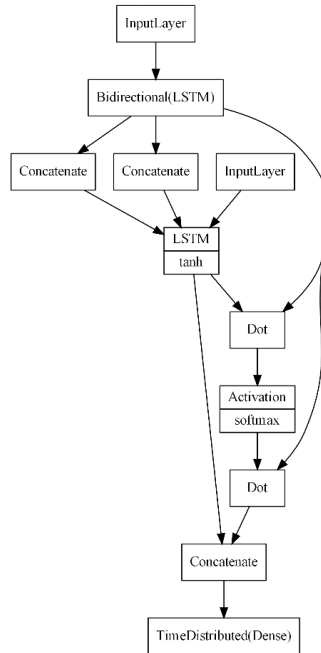 InputLayer
Bidirectional(LSTM)
Concatenate
Concatenate
InputLayer
LSTM
tanh
Dot
Activation
softmax
Dot
Concatenate
TimeDistributed(Dense)